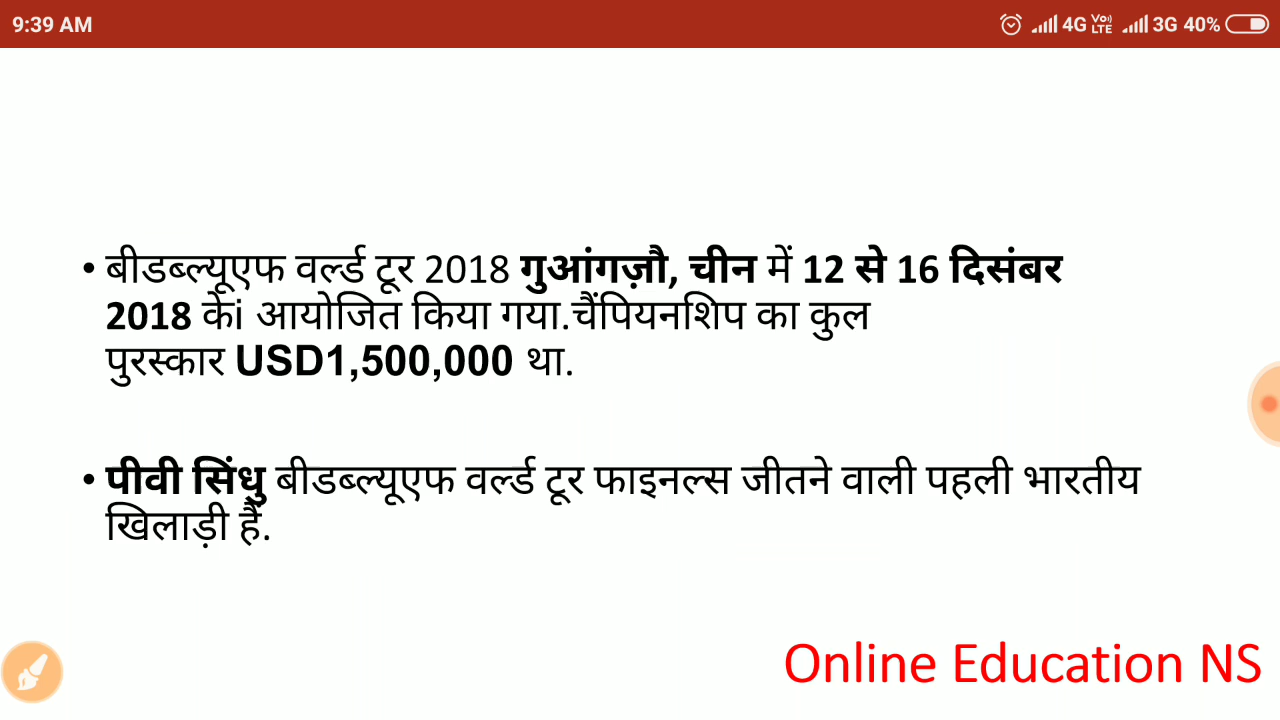 9:39 AM 4G VoLTE 3G 40%
• बीडब्ल्यूएफ वर्ल्ड टूर 2018 गुआंगज़ौ, चीन में 12 से 16 दिसंबर
2018 केi आयोजित किया गया.चैंपियनशिप का कुल
पुरस्कार USD1,500,000 था.
• पीवी सिंधु बीडब्ल्यूएफ वर्ल्ड टूर फाइनल्स जीतने वाली पहली भारतीय
खिलाड़ी हैं.
Online Education NS